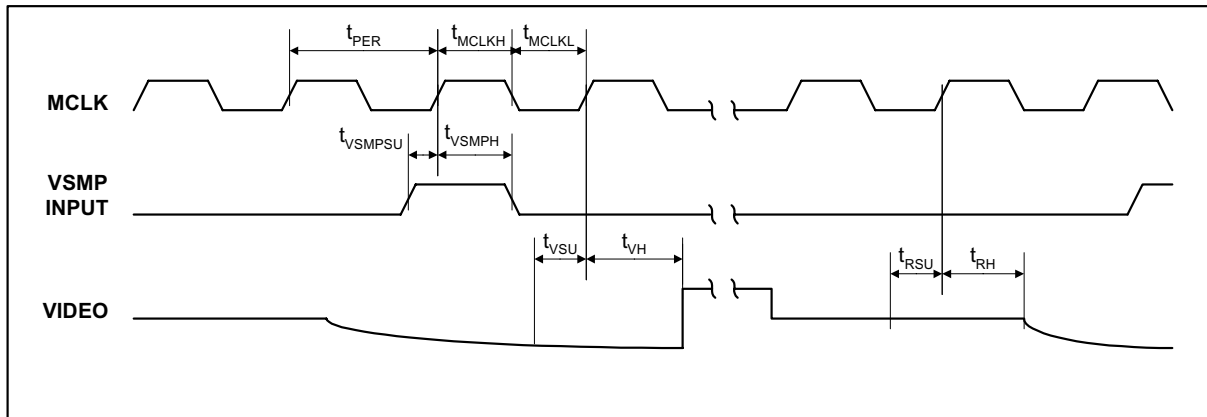 tPER tMCLKH tMCLKL
MCLK
tVSMPSU tVSMPH
VSMP
INPUT
tVSU tVH tRSU tRH
VIDEO